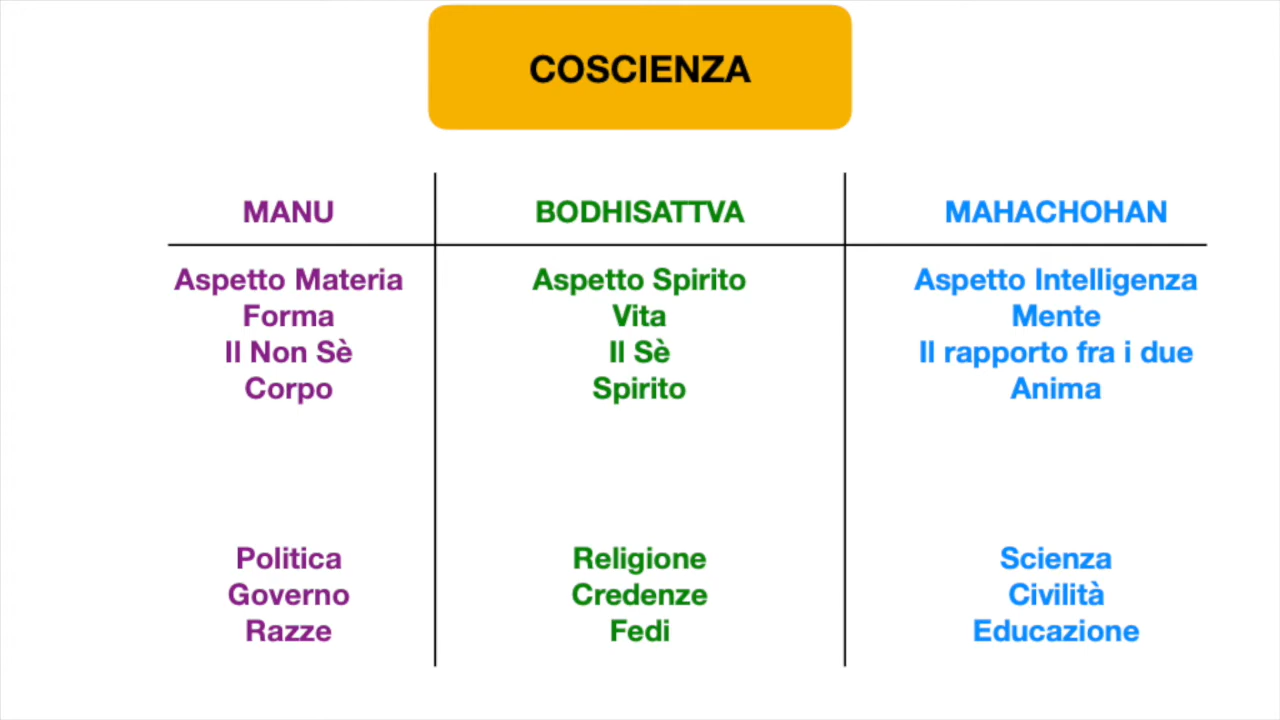 COSCIENZA
MANU
BODHISATTVA
MAHACHOHAN
Aspetto Materia
Forma
Il Non Sè
Corpo
Aspetto Spirito
Vita
Il Sè
Spirito
Aspetto Intelligenza
Mente
Il rapporto fra i due
Anima
Politica
Governo
Razze
Religione
Credenze
Fedi
Scienza
Civilità
Educazione